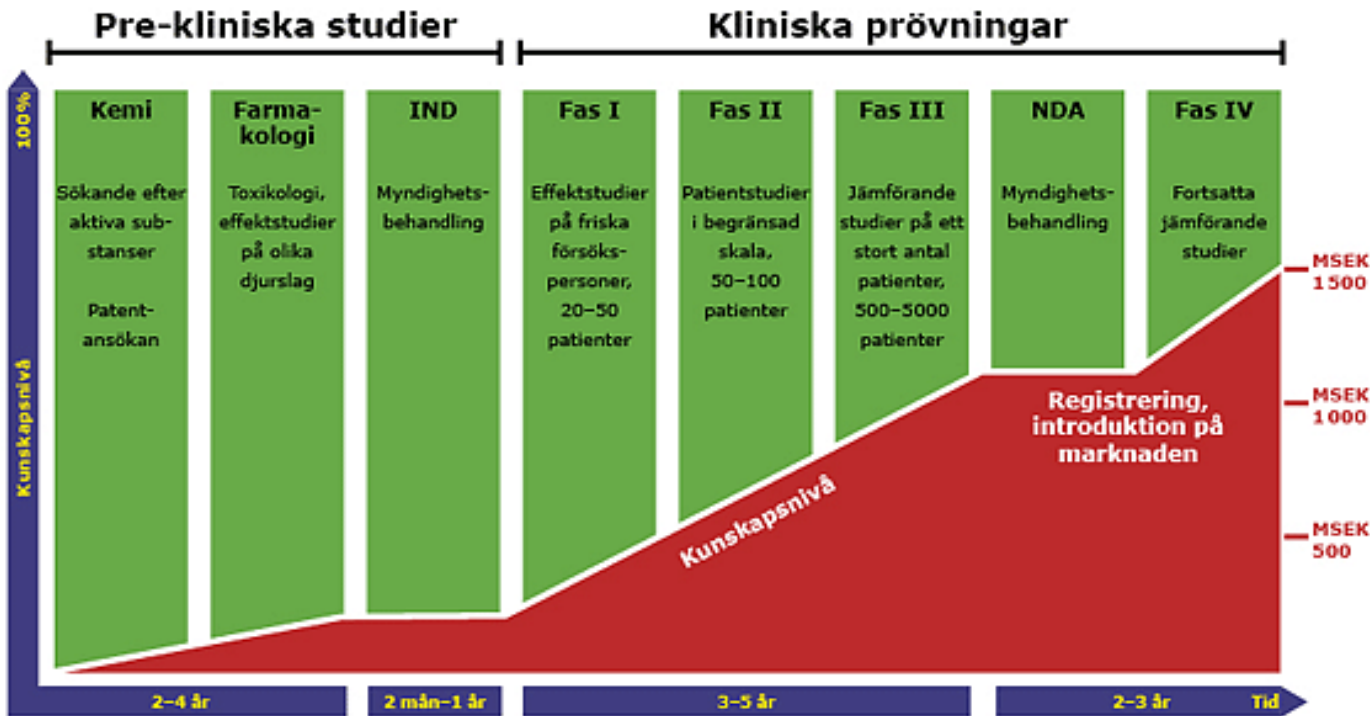 Pre-kliniska studier
Kliniska prövningar
100%
Kunskapsnivå
Kemi
Sökande efter
aktiva sub-
stanser
Patent-
ansökan
Farma-
kologi
Toxikologi,
effektstudier
på olika
djurslag
IND
Myndighets-
behandling
Fas I
Effektstudier
på friska
försöks-
personer,
20–50
patienter
Fas II
Patientstudier
i begränsad
skala,
50–100
patienter
Fas III
Jämförande
studier på ett
stort antal
patienter,
500–5000
patienter
NDA
Myndighets-
behandling
Fas IV
Fortsatta
jämförande
studier
MSEK
1500
MSEK
1000
MSEK
500
Registrering,
introduktion på
marknaden
Kunskapsnivå
2–4 år
2 mån–1 år
3–5 år
2–3 år
Tid